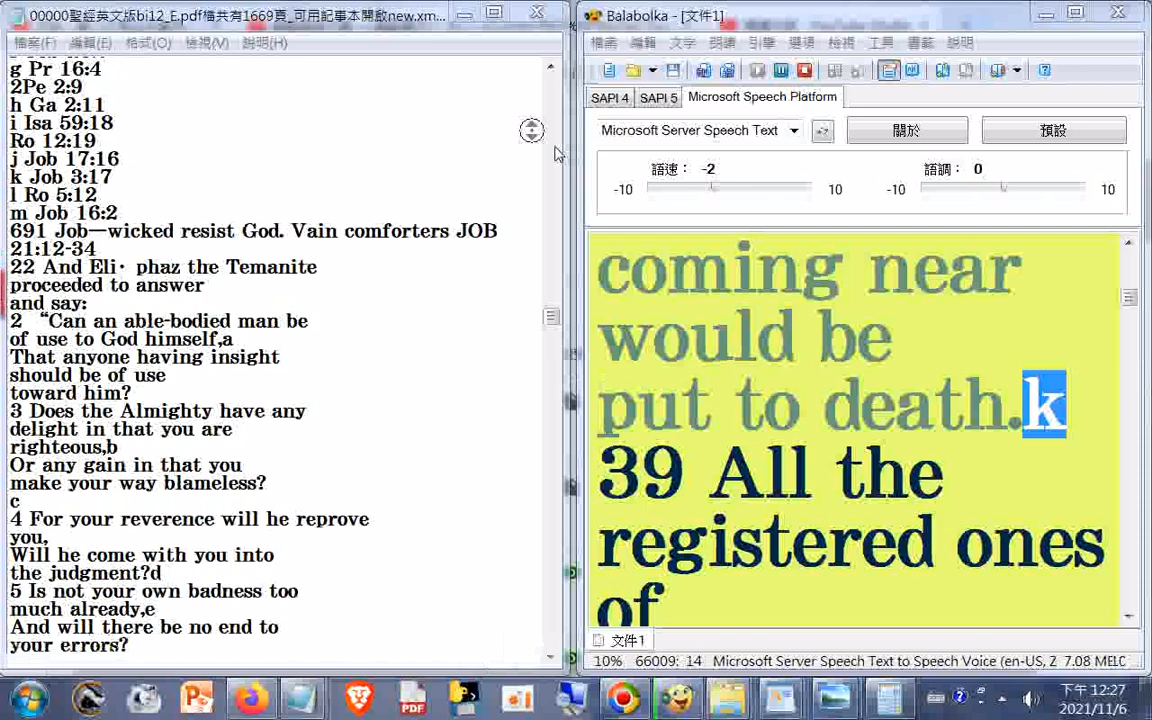 00000聖經英文版bi12_E.pdf檔共有1669頁_可用記事本開啟new.xm...
檔案(F) 編輯(E) 格式(O) 檢視(V) 說明(H)
g Pr 16:4
2Pe 2:9
h Ga 2:11
i Isa 59:18
Ro 12:19
j Job 17:16
k Job 3:17
l Ro 5:12
m Job 16:2
691 Job—wicked resist God. Vain comforters JOB
21:12-34
22 And Eli· phaz the Temanite
proceeded to answer
and say:
2 “Can an able-bodied man be
of use to God himself,a
That anyone having insight
should be of use
toward him?
3 Does the Almighty have any
delight in that you are
righteous,b
Or any gain in that you
make your way blameless?
c
4 For your reverence will he reprove
you,
Will he come with you into
the judgment?d
5 Is not your own badness too
much already,e
And will there be no end to
your errors?
Balabolka - [文件1]
檔案 編輯 文字 朗讀 引擎 選項 檢視 工具 書籤 說明
SAPI 4 SAPI 5 Microsoft Speech Platform
Microsoft Server Speech Text
關於 預設
語速： -2 語調： 0
-10 10 -10 10
coming near
would be
put to death.k
39 All the
registered ones
of
文件1
10% 66009: 14 Microsoft Server Speech Text to Speech Voice (en-US, Z 7.08 MELC
PDF
下午 12:27
2021/11/6